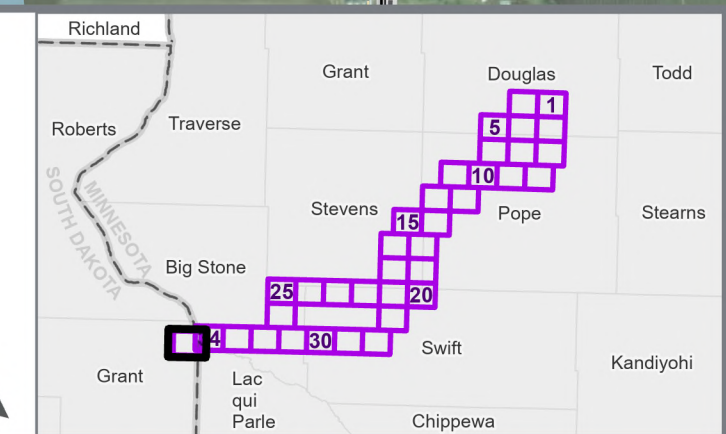 Richland
Grant
Douglas
Todd
1
Roberts
Traverse
5
10
SOUTH DAKOTA
MINNESOTA
Stevens
15
Pope
Stearns
Big Stone
25
20
4
30
Swift
Kandiyohi
Grant
Lac
qui
Parle
Chippewa